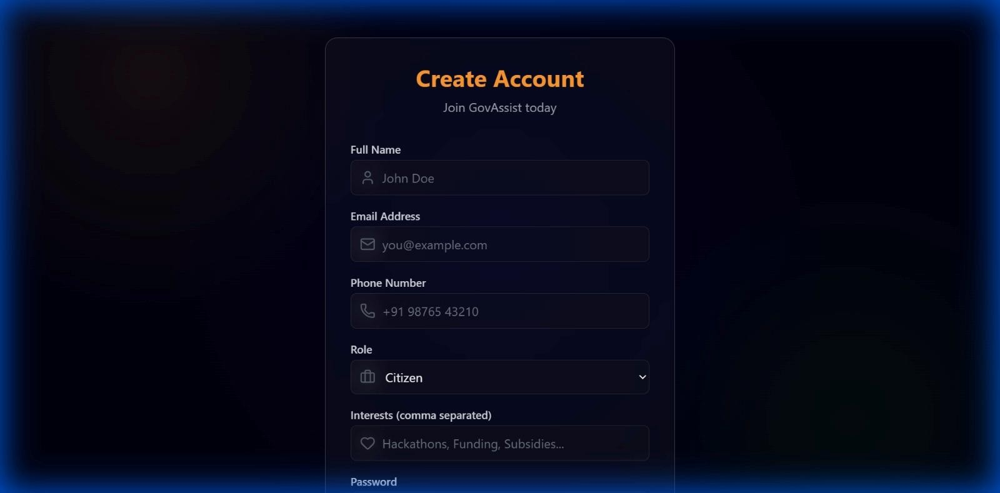 Create Account
Join GovAssist today
Full Name
John Doe
Email Address
you@example.com
Phone Number
+91 98765 43210
Role
Citizen
Interests (comma separated)
Hackathons, Funding, Subsidies...
Password